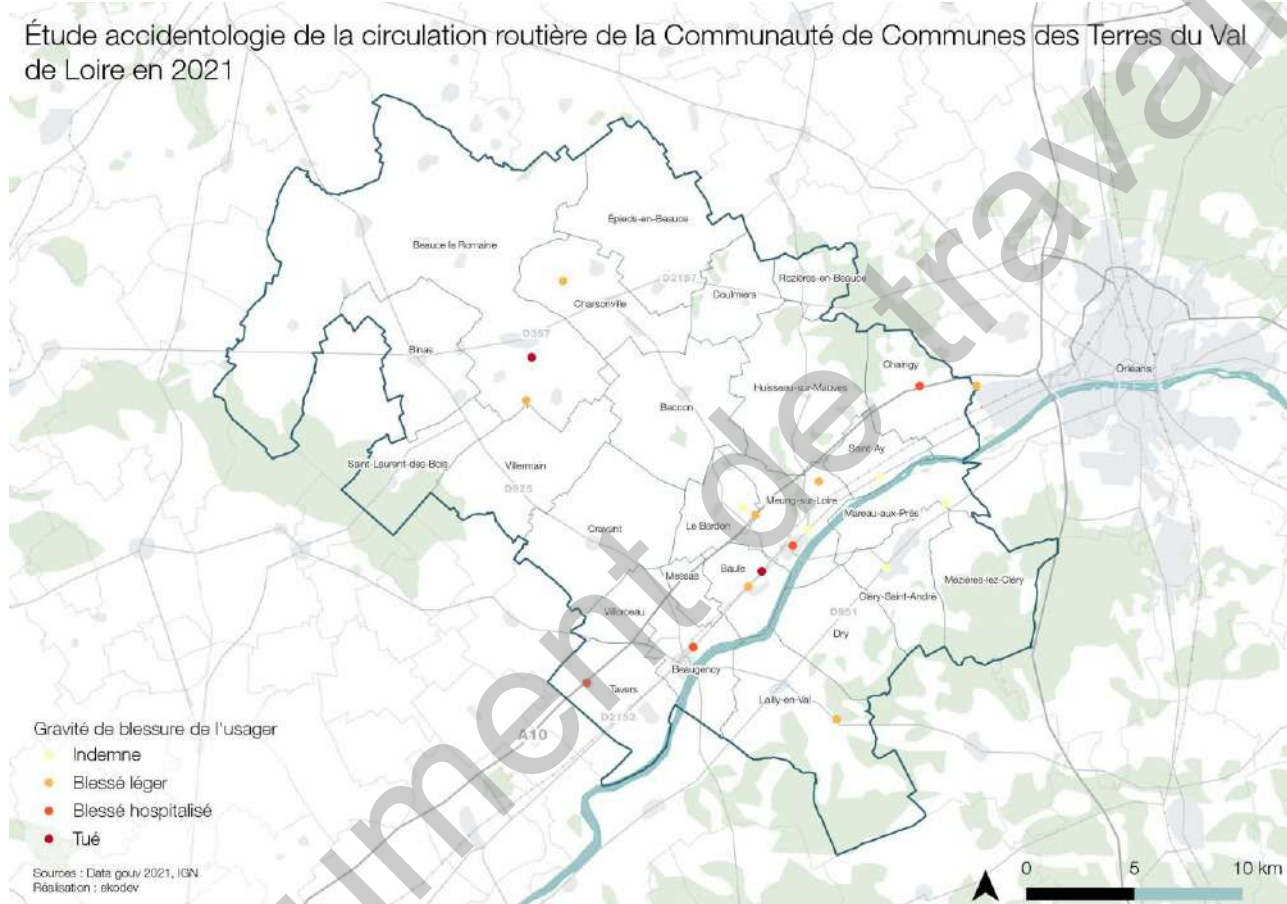 Étude accidentologie de la circulation routière de la Communauté de Communes des Terres du Val
de Loire en 2021
Épieds-en-Beauce
Beauce la Romaine
D2157
Rozières-en-Beauce
Coulmiers
Charsonville
D357
Binas
Chaingy
Orléans
Huisseau-sur-Mauves
Baccon
Saint-Ay
Saint-Laurent-des-Bois
Villermain
D925
Meung-sur-Loire
Mareau-aux-Prés
Le Bardon
Cravant
Messas
Baule
Mézières-lez-Cléry
Cléry-Saint-André
Villorceau
D951
Dry
Beaugency
Tavers
Lailly-en-Val
D2152
A10
Gravité de blessure de l'usager
Indemne
Blessé léger
Blessé hospitalisé
Tué
Sources : Data gouv 2021, IGN
Réalisation : ekodev
0 5 10 km
ument de travail